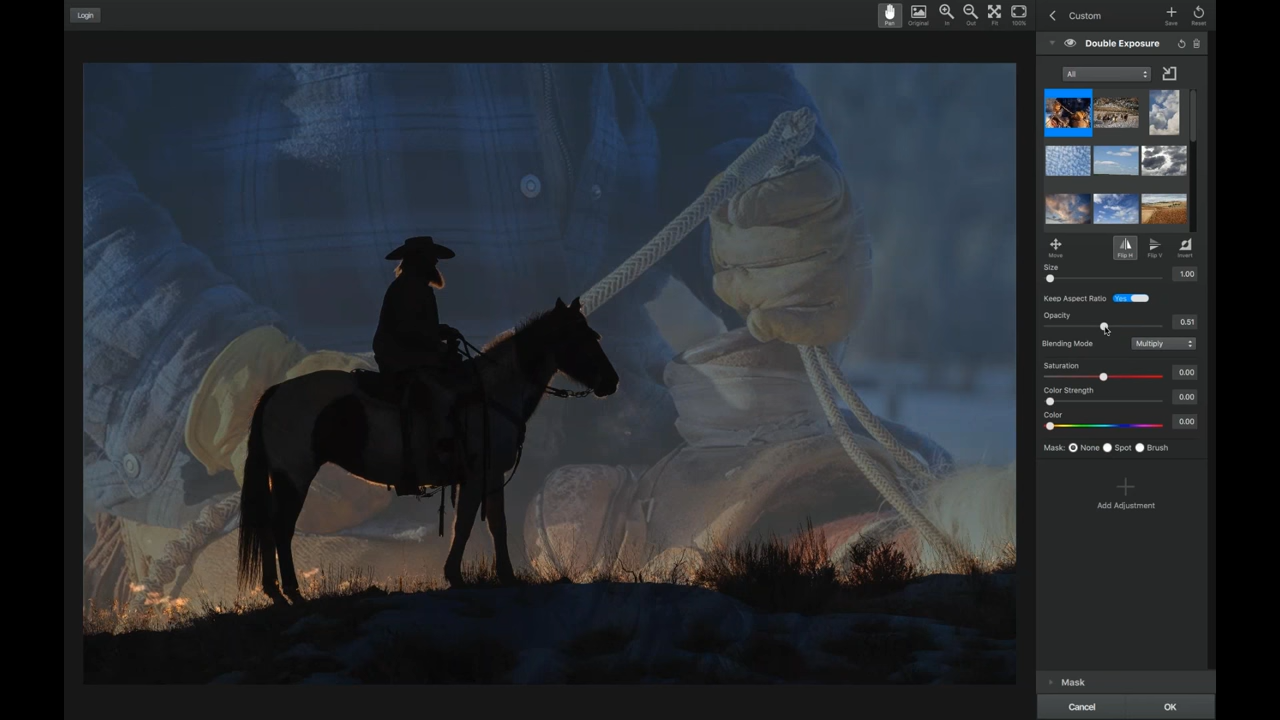 Login
Pan
Original
In
Out
Fit
100%
Custom
Save
Reset
Double Exposure
All
Move
Flip H
Flip V
Invert
Size
1.00
Keep Aspect Ratio Yes
Opacity
0.51
Blending Mode Multiply
Saturation
0.00
Color Strength
0.00
Color
0.00
Mask: None Spot Brush
Add Adjustment
Mask
Cancel OK